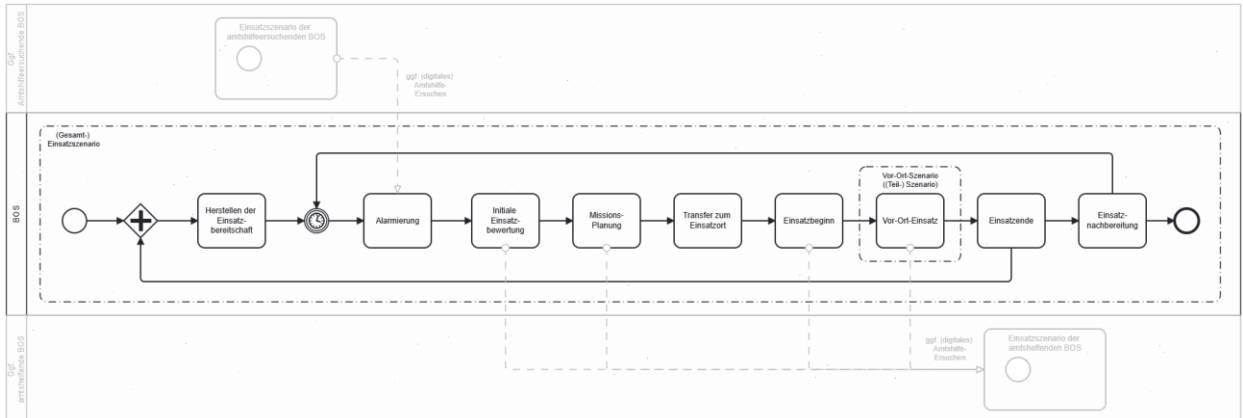 Ggf.
Amtshilfeersuchende BOS
Einsatzszenario der
amtshilfeersuchenden BOS
ggf. (digitales)
Amtshilfe-
Ersuchen
BOS
(Gesamt-)
Einsatzszenario
Herstellen der
Einsatz-
bereitschaft
Alarmierung
Initiale
Einsatz-
bewertung
Missions-
Planung
Transfer zum
Einsatzort
Einsatzbeginn
Vor-Ort-Szenario
((Teil-) Szenario)
Vor-Ort-Einsatz
Einsatzende
Einsatz-
nachbereitung
Ggf.
amtshelfende BOS
ggf. (digitales)
Amtshilfe-
Ersuchen
Einsatzszenario der
amtshelfenden BOS